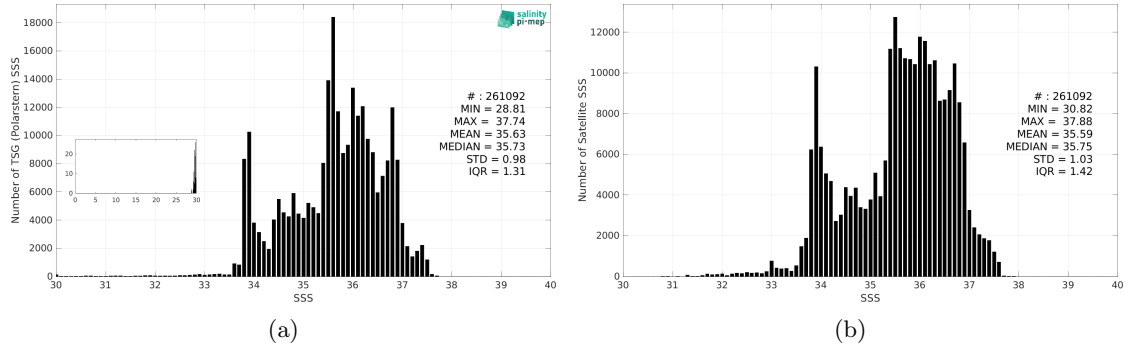 salinity
pi-mep
Number of TSG (Polarstern) SSS
18000
16000
14000
12000
10000
8000
6000
4000
2000
0
# : 261092
MIN = 28.81
MAX = 37.74
MEAN = 35.63
MEDIAN = 35.73
STD = 0.98
IQR = 1.31
20
10
0
0 5 10 15 20 25 30
30 31 32 33 34 35 36 37 38 39 40
SSS
(a)
Number of Satellite SSS
12000
10000
8000
6000
4000
2000
0
# : 261092
MIN = 30.82
MAX = 37.88
MEAN = 35.59
MEDIAN = 35.75
STD = 1.03
IQR = 1.42
30 31 32 33 34 35 36 37 38 39 40
SSS
(b)